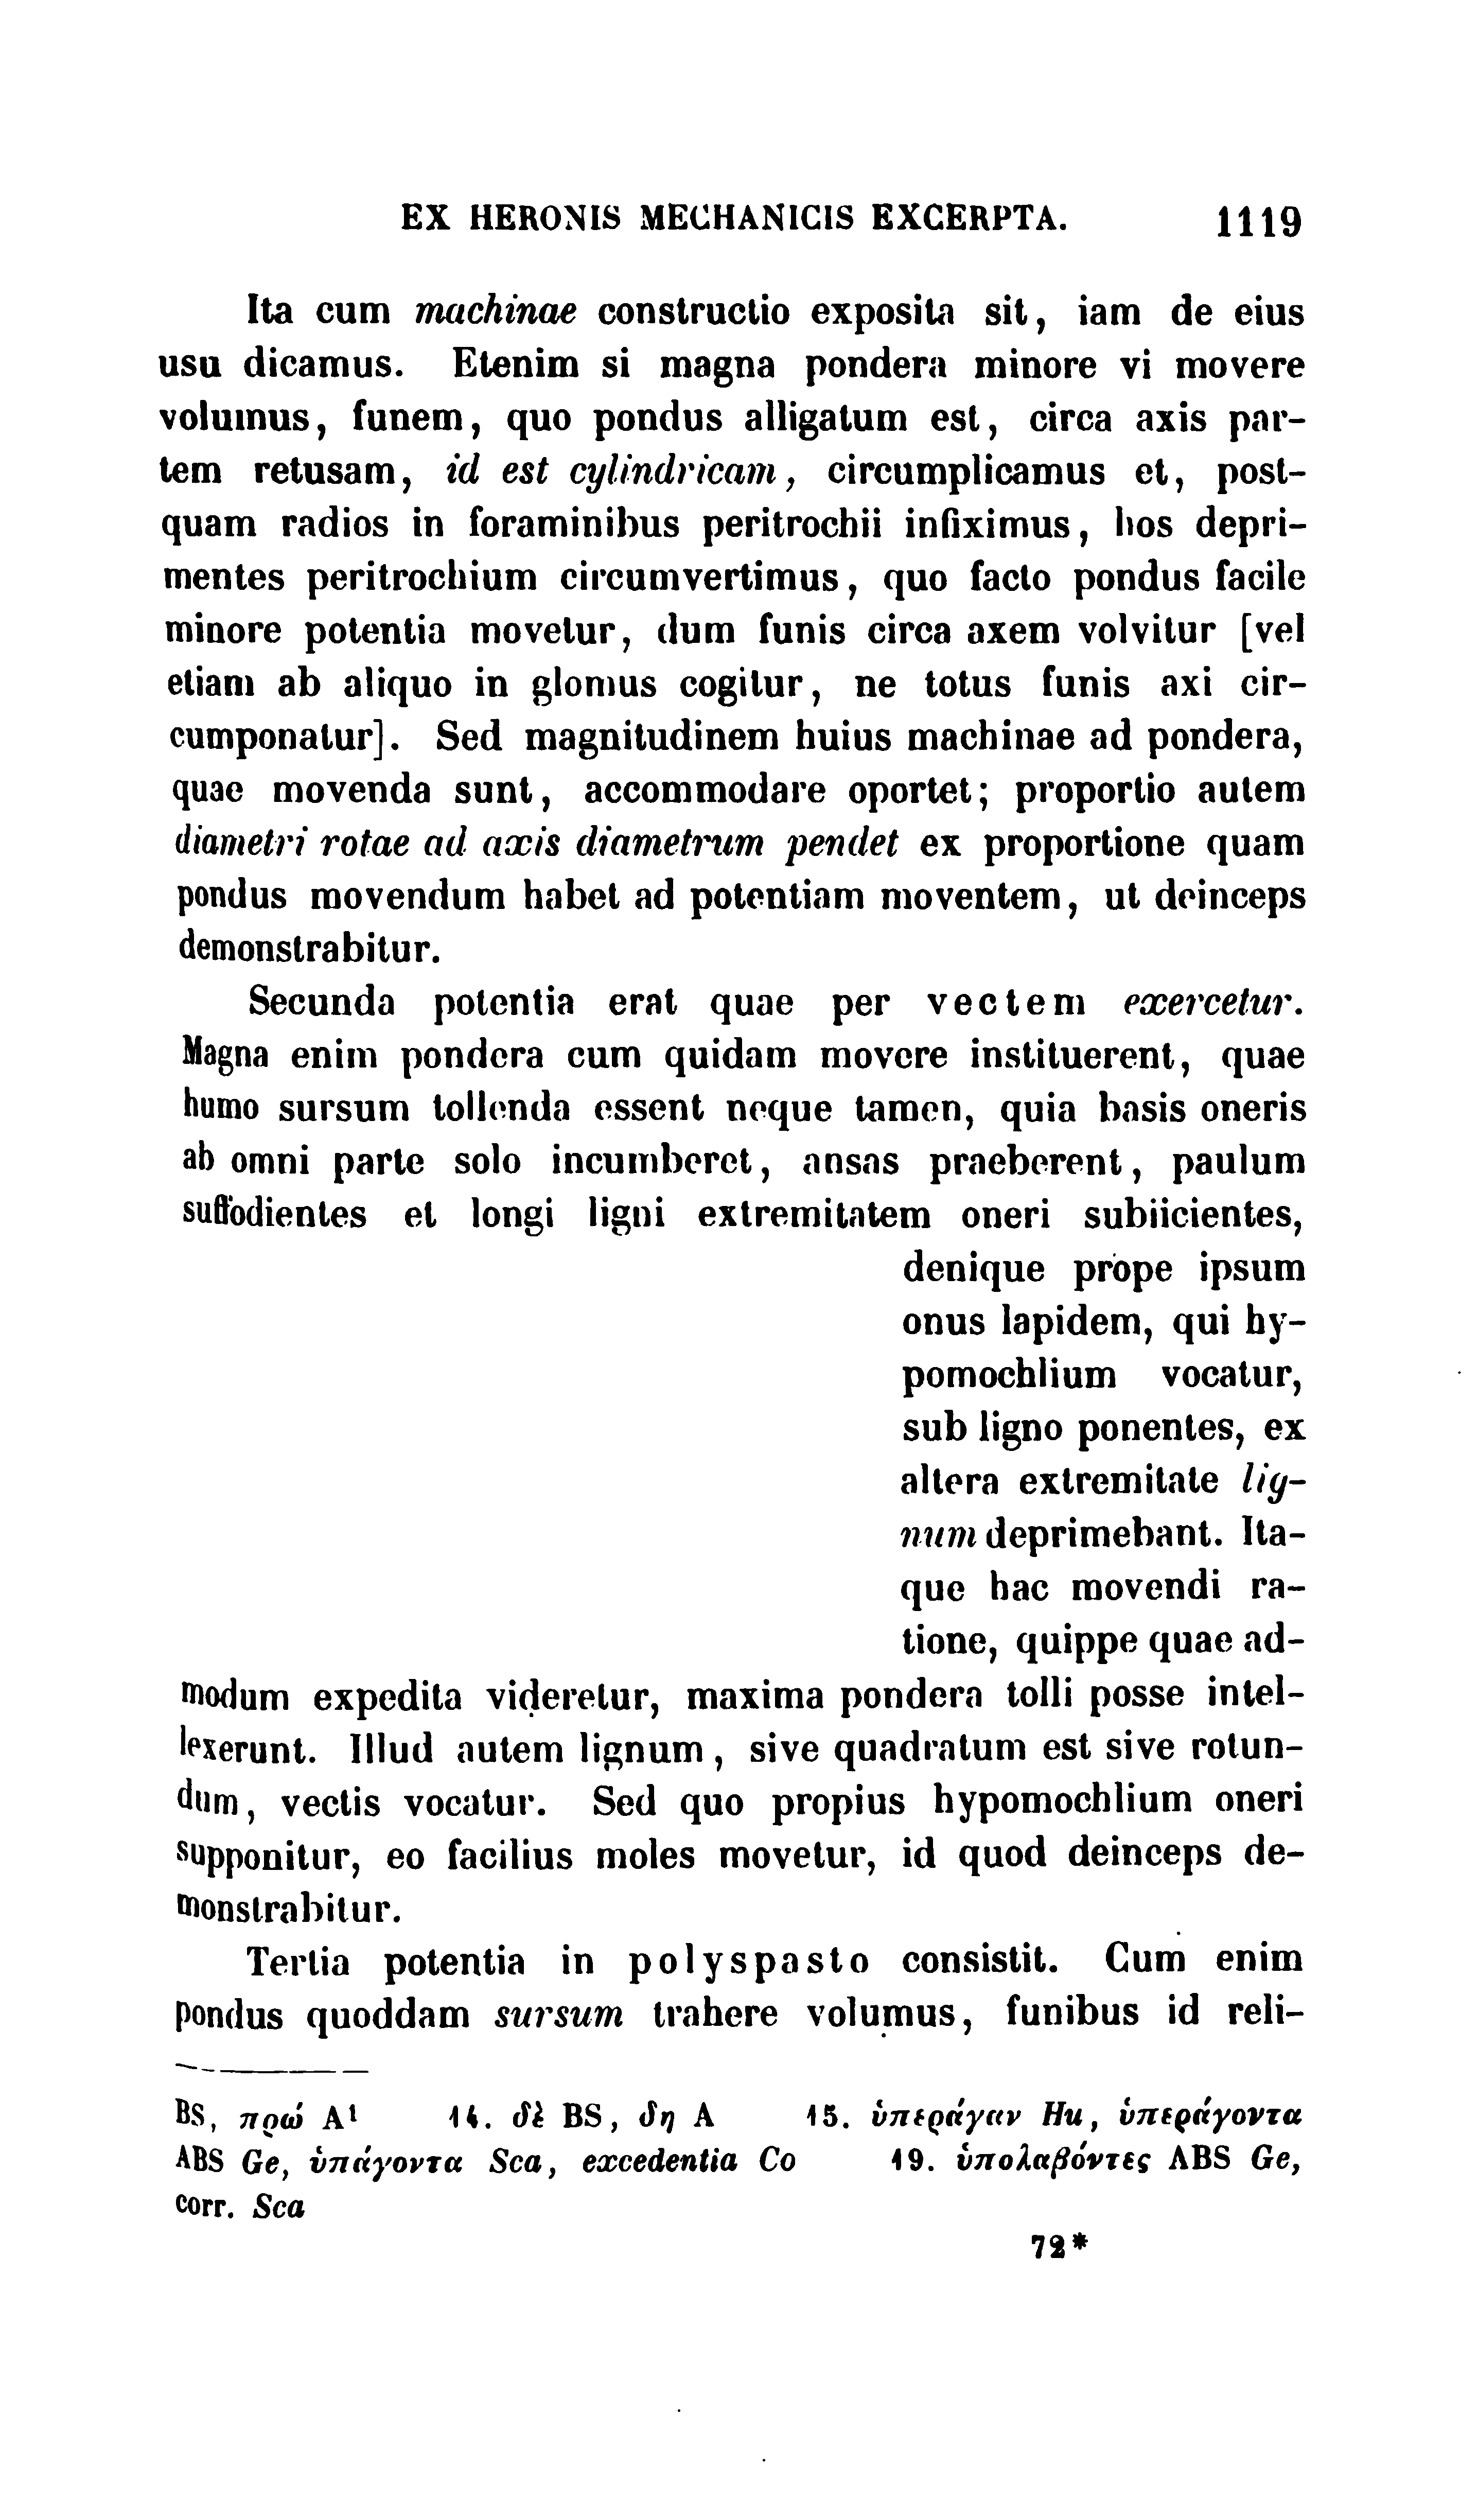 EX HERONIS MECHANICIS EXCERPTA. 1119
Ita cum machinae constructio exposita sit, iam de eius
usu dicamus. Etenim si magna pondera minore vi movere
volumus, funem, quo pondus alligatum est, circa axis par-
tem retusam, id est cylindricam, circumplicamus et, post-
quam radios in foraminibus peritrochii infiximus, hos depri-
mentes peritrochium circumvertimus, quo facto pondus facile
minore potentia movetur, dum funis circa axem volvitur [vel
etiam ab aliquo in glomus cogitur, ne totus funis axi cir-
cumponatur]. Sed magnitudinem huius machinae ad pondera,
quae movenda sunt, accommodare oportet; proportio autem
diametri rotae ad axis diametrum pendet ex proportione quam
pondus movendum habet ad potentiam moventem, ut deinceps
demonstrabitur.
Secunda potentia erat quae per vectem exercetur.
Magna enim pondera cum quidam movere instituerent, quae
humo sursum tollenda essent neque tamen, quia basis oneris
ab omni parte solo incumberet, ansas praeberent, paulum
suffodientes et longi ligni extremitatem oneri subiicientes,
denique prope ipsum
onus lapidem, qui hy-
pomochlium vocatur,
sub ligno ponentes, ex
altera extremitate lig-
num deprimebant. Ita-
que hac movendi ra-
tione, quippe quae ad-
modum expedita videretur, maxima pondera tolli posse intel-
lexerunt. Illud autem lignum, sive quadratum est sive rotun-
dum, vectis vocatur. Sed quo propius hypomochlium oneri
supponitur, eo facilius moles movetur, id quod deinceps de-
monstrabitur.
Tertia potentia in polyspasto consistit. Cum enim
pondus quoddam sursum trahere volumus, funibus id reli-
BS, πρώ A¹ 14. δὲ BS, δη A 15. ὑπεράγαν Hu, ὑπεράγοντα
ABS Ge, ὑπάγοντα Sca, excedentia Co 19. ὑπολαβόντες ABS Ge,
corr. Sca
72*